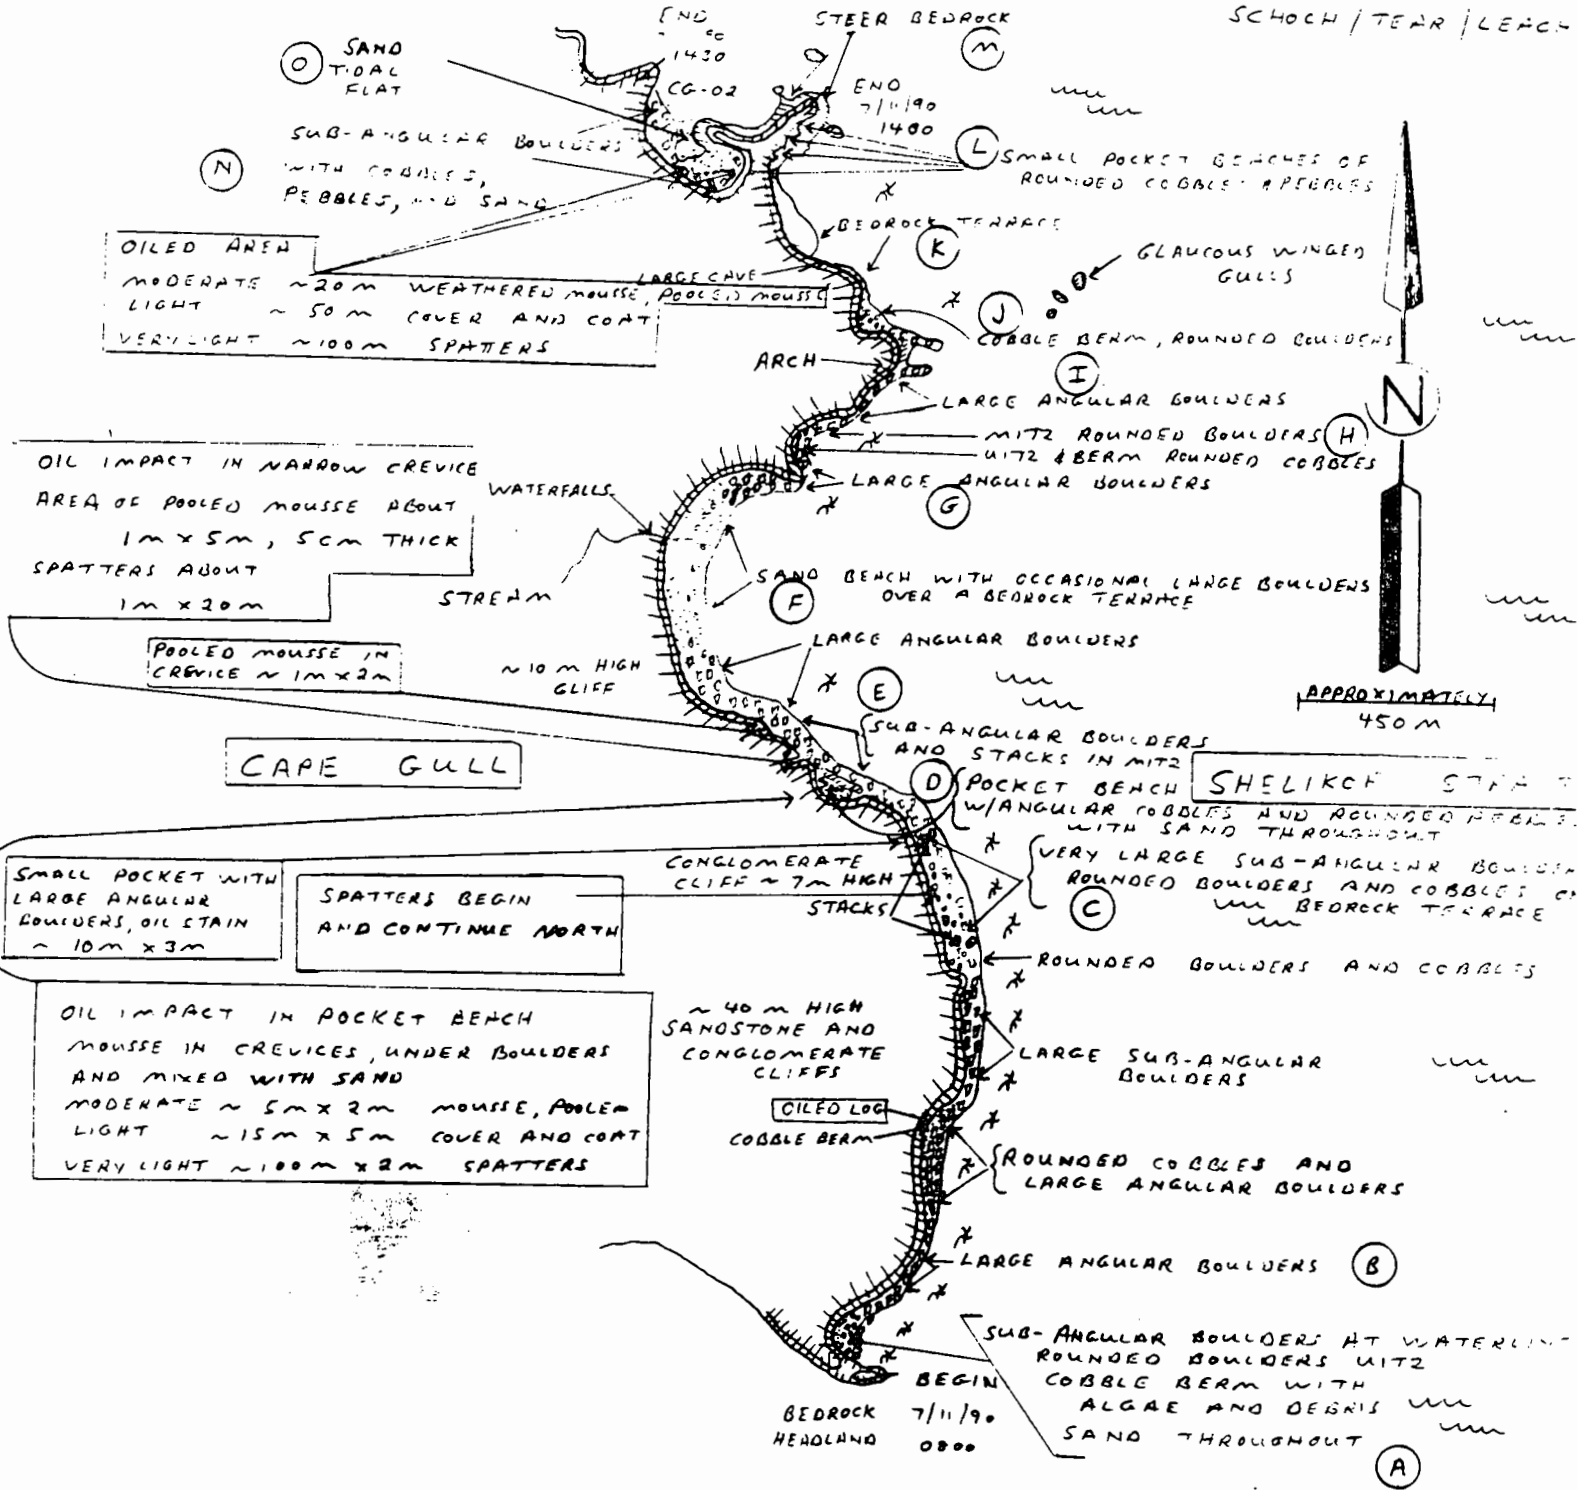 SCHOCH / TEAR / LEACH
END
1430
CG-02
STEER BEDROCK
M
O
SAND
TIDAL
FLAT
END
7/11/90
1400
N
SUB-ANGULAR BOULDERS
WITH COBBLES,
PEBBLES, AND SAND
L
SMALL POCKET BEACHES OF
ROUNDED COBBLES & PEBBLES
BEDROCK TERRACE
K
OILED AREA
MODERATE ~20 m WEATHERED MOUSSE, POOLED MOUSSE
LIGHT ~ 50 m COVER AND COAT
VERY LIGHT ~100 m SPATTERS
LARGE CAVE
GLAUCOUS WINGED
GULLS
J
COBBLE BERM, ROUNDED BOULDERS
ARCH
I
LARGE ANGULAR BOULDERS
N
MITZ ROUNDED BOULDERS
H
UITZ & BERM ROUNDED COBBLES
LARGE ANGULAR BOULDERS
G
OIL IMPACT IN NARROW CREVICE
AREA OF POOLED MOUSSE ABOUT
1m x 5m, 5cm THICK
SPATTERS ABOUT
1m x 20m
WATERFALLS
STREAM
SAND BEACH WITH OCCASIONAL LARGE BOULDERS
OVER A BEDROCK TERRACE
F
LARGE ANGULAR BOULDERS
POOLED MOUSSE IN
CREVICE ~ 1m x 2m
~ 10 m HIGH
CLIFF
E
SUB-ANGULAR BOULDERS
AND STACKS IN MITZ
APPROXIMATELY
450 M
CAPE GULL
SHELIKOF
D
POCKET BEACH
W/ANGULAR COBBLES AND ROUNDED PEBBLES
WITH SAND THROUGHOUT
SMALL POCKET WITH
LARGE ANGULAR
BOULDERS, OIL STAIN
~ 10m x 3m
SPATTERS BEGIN
AND CONTINUE NORTH
CONGLOMERATE
CLIFF ~ 7m HIGH
STACKS
VERY LARGE SUB-ANGULAR
ROUNDED BOULDERS AND COBBLES
BEDROCK TERRACE
C
ROUNDED BOULDERS AND COBBLES
OIL IMPACT IN POCKET BEACH
MOUSSE IN CREVICES, UNDER BOULDERS
AND MIXED WITH SAND
MODERATE ~ 5m x 2m MOUSSE,
LIGHT ~15m x 5m COVER AND COAT
VERY LIGHT ~100m x 2m SPATTERS
~ 40 m HIGH
SANDSTONE AND
CONGLOMERATE
CLIFFS
LARGE SUB-ANGULAR
BOULDERS
OILED LOG
COBBLE BERM
ROUNDED COBBLES AND
LARGE ANGULAR BOULDERS
LARGE ANGULAR BOULDERS
B
SUB-ANGULAR BOULDERS AT
ROUNDED BOULDERS UITZ
COBBLE BERM WITH
ALGAE AND DEBRIS
SAND THROUGHOUT
A
BEGIN
7/11/90
0800
BEDROCK
HEADLAND